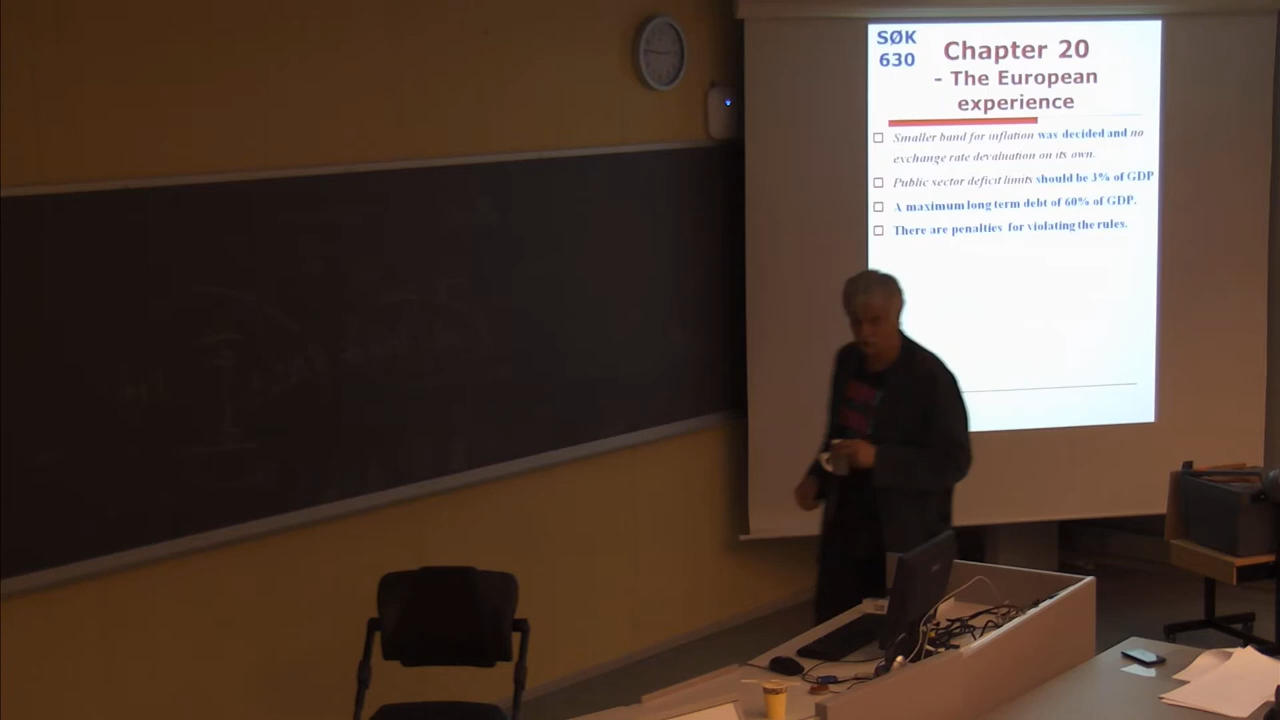 SØK
630
Chapter 20
- The European
experience
Smaller band for inflation was decided and no
exchange rate devaluation on its own.
Public sector deficit limits should be 3% of GDP
A maximum long term debt of 60% of GDP.
There are penalties for violating the rules.